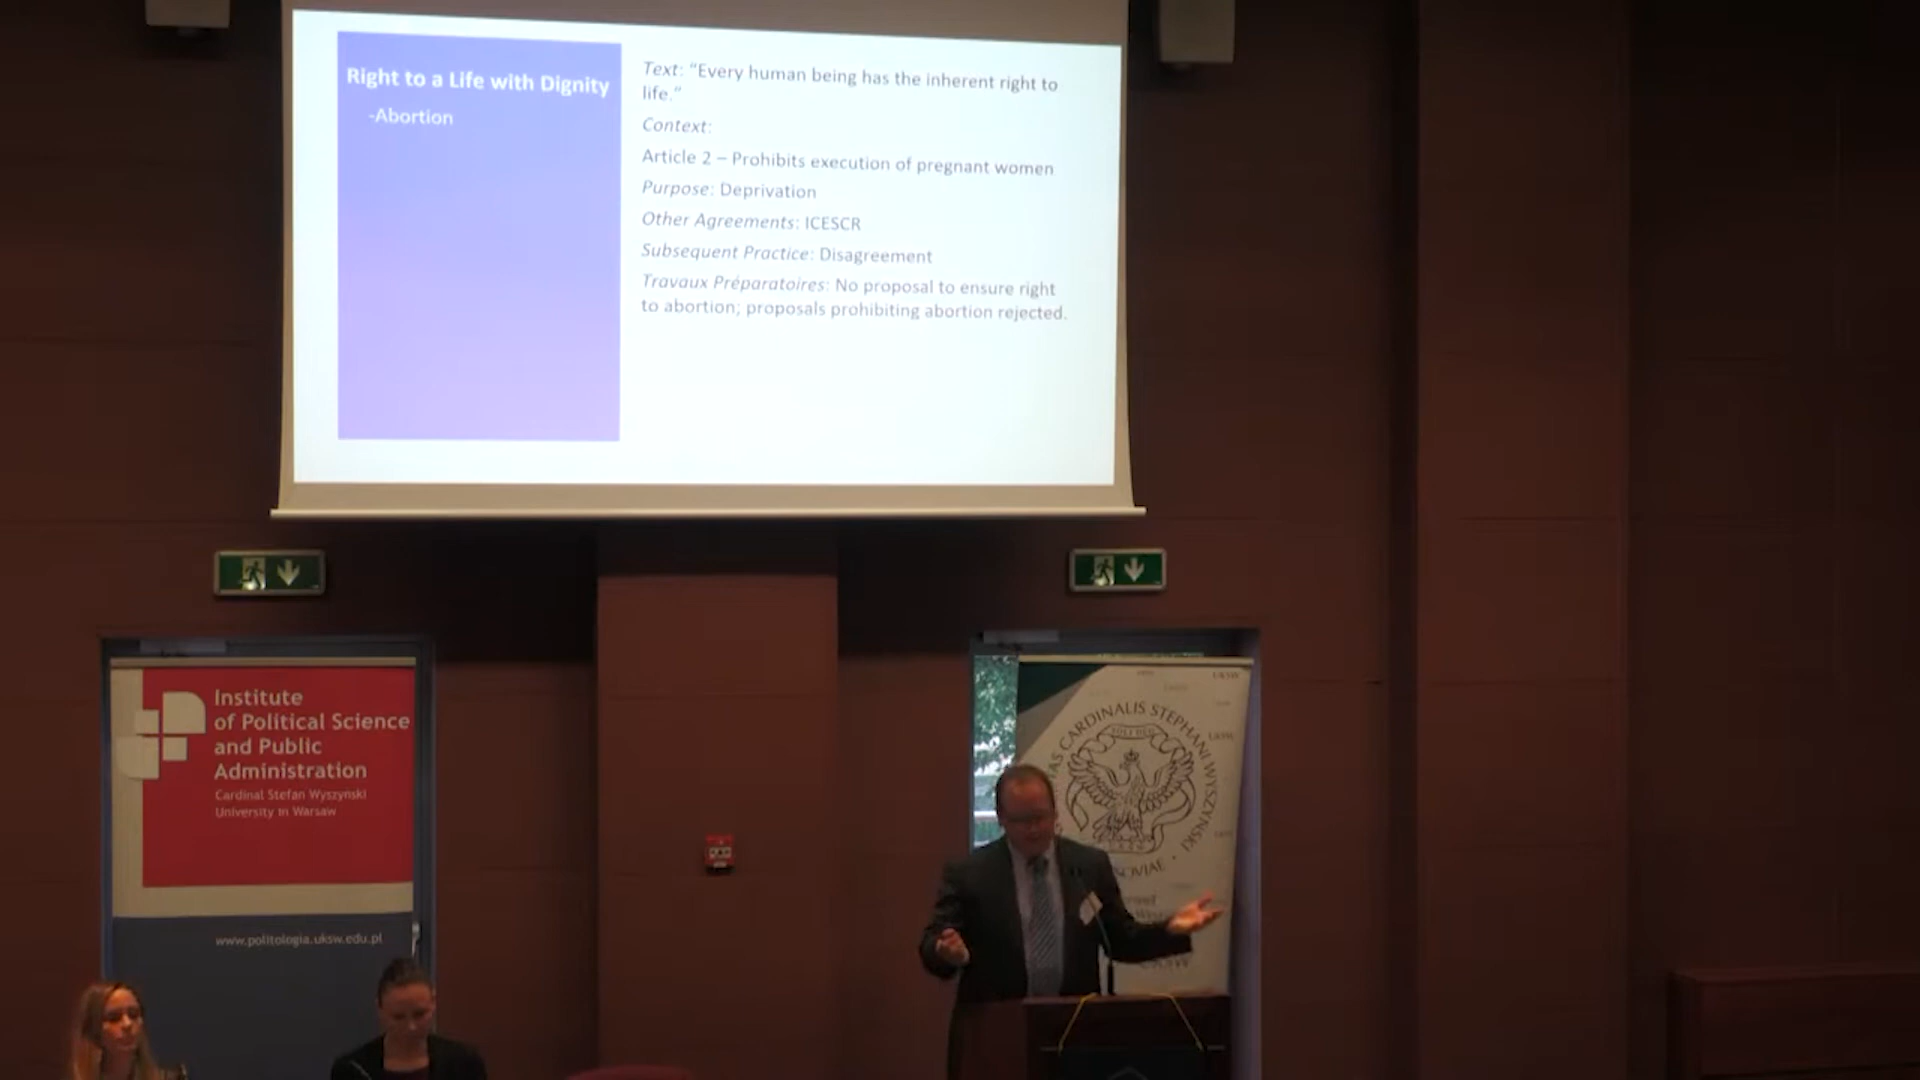 Right to a Life with Dignity
-Abortion
Text: “Every human being has the inherent right to
life.”
Context:
Article 2 – Prohibits execution of pregnant women
Purpose: Deprivation
Other Agreements: ICESCR
Subsequent Practice: Disagreement
Travaux Préparatoires: No proposal to ensure right
to abortion; proposals prohibiting abortion rejected.
Institute
of Political Science
and Public
Administration
Cardinal Stefan Wyszynski
University in Warsaw
www.politologia.uksw.edu.pl
CARDINALIS STEPHANI WYSZYŃSKI
UKSW